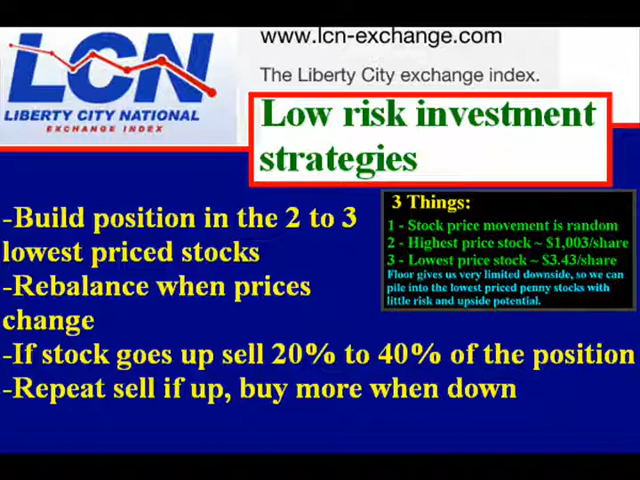 LCN
LIBERTY CITY NATIONAL
EXCHANGE INDEX
www.lcn-exchange.com
The Liberty City exchange index.
Low risk investment
strategies
-Build position in the 2 to 3
lowest priced stocks
-Rebalance when prices
change
-If stock goes up sell 20% to 40% of the position
-Repeat sell if up, buy more when down
3 Things:
1 - Stock price movement is random
2 - Highest price stock ~ $1,003/share
3 - Lowest price stock ~ $3.43/share
Floor gives us very limited downside, so we can
pile into the lowest priced penny stocks with
little risk and upside potential.